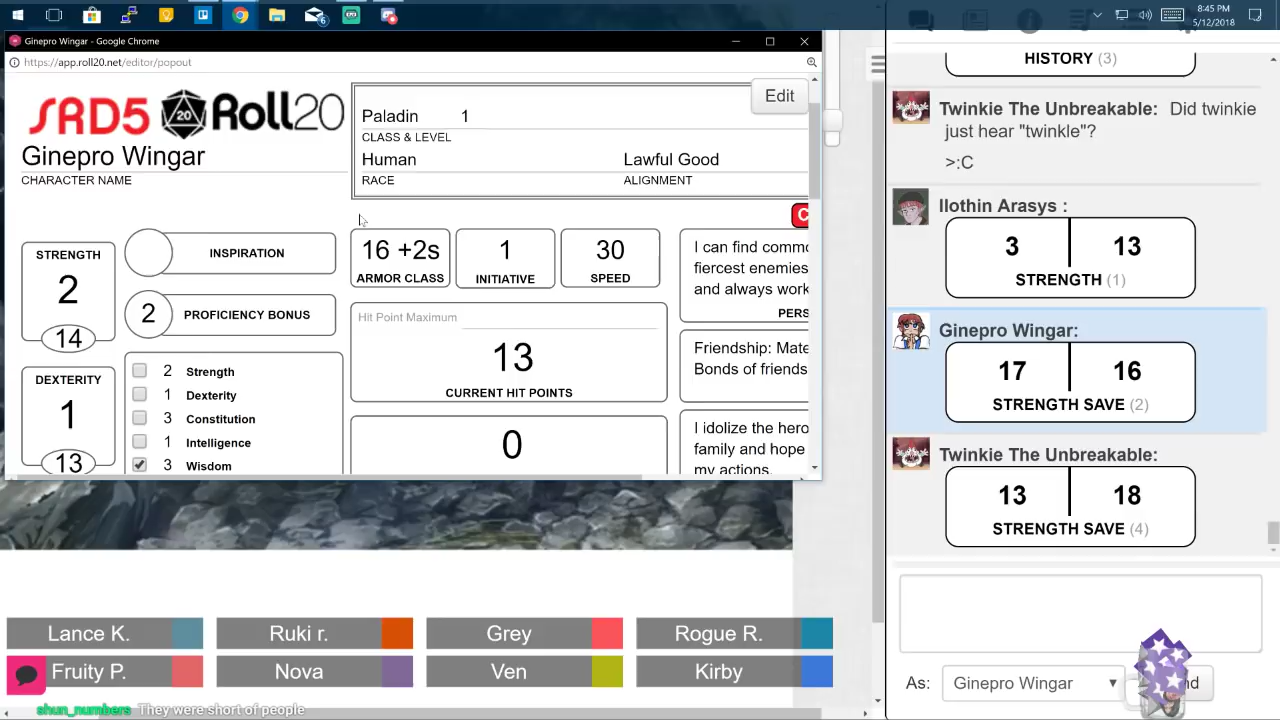 6
8:45 PM
5/12/2018
Ginepro Wingar - Google Chrome
https://app.roll20.net/editor/popout
SRD5 20 Roll20
Ginepro Wingar
CHARACTER NAME
Edit
Paladin 1
CLASS & LEVEL
Human Lawful Good
RACE ALIGNMENT
C
STRENGTH
2
14
DEXTERITY
1
13
INSPIRATION
2 PROFICIENCY BONUS
2 Strength
1 Dexterity
3 Constitution
1 Intelligence
3 Wisdom
16 +2s
ARMOR CLASS
1
INITIATIVE
30
SPEED
Hit Point Maximum
13
CURRENT HIT POINTS
0
I can find commo
fiercest enemies
and always work
PERS
Friendship: Mate
Bonds of friends
I idolize the hero
family and hope
my actions.
HISTORY (3)
Twinkie The Unbreakable: Did twinkie
just hear "twinkle"?
>:C
Ilothin Arasys :
3 13
STRENGTH (1)
Ginepro Wingar:
17 16
STRENGTH SAVE (2)
Twinkie The Unbreakable:
13 18
STRENGTH SAVE (4)
As: Ginepro Wingar nd
Lance K. Ruki r. Grey Rogue R.
Fruity P. Nova Ven Kirby
shun_numbers They were short of people